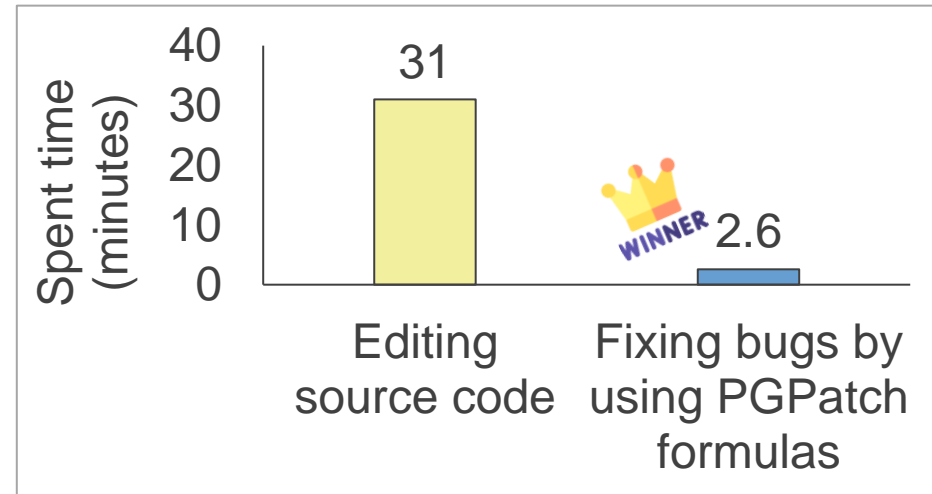 Spent time
(minutes)
40
30
20
10
0
31
WINNER
2.6
Editing
source code
Fixing bugs by
using PGPatch
formulas